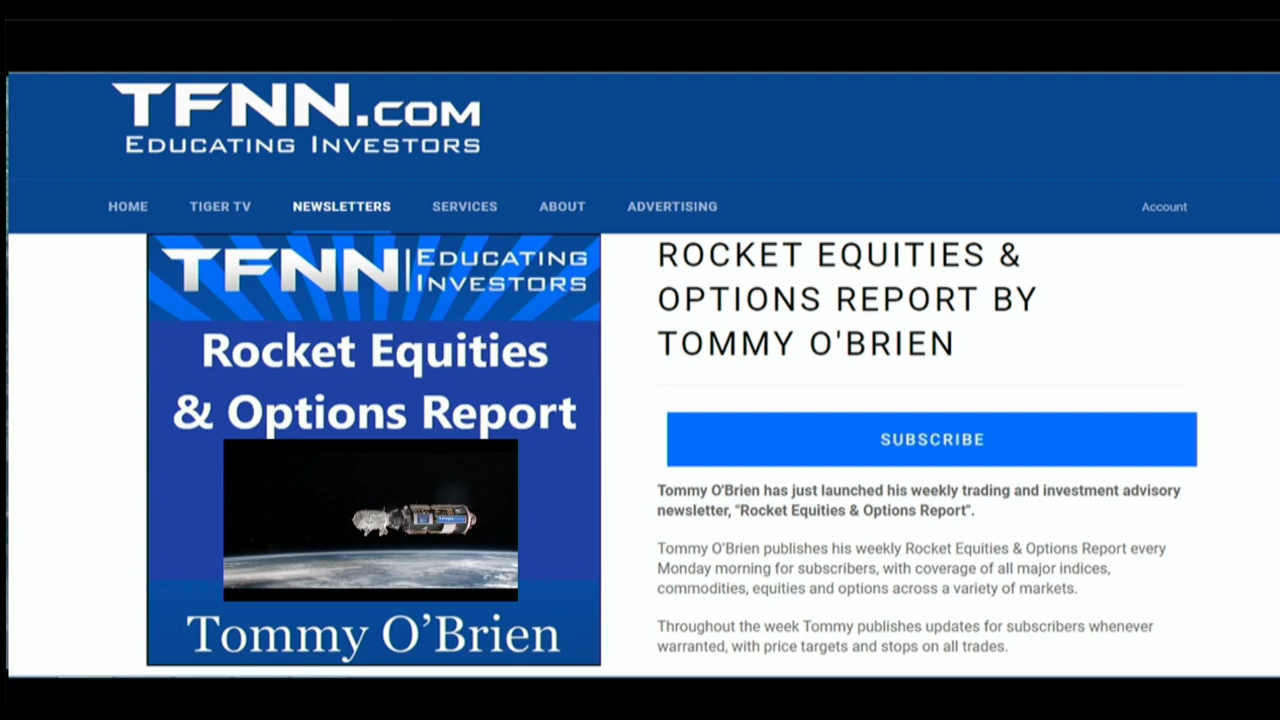 TFNN.COM
EDUCATING INVESTORS
HOME TIGER TV NEWSLETTERS SERVICES ABOUT ADVERTISING Account
TFNN EDUCATING
INVESTORS
Rocket Equities
& Options Report
Tommy O'Brien
ROCKET EQUITIES &
OPTIONS REPORT BY
TOMMY O'BRIEN
SUBSCRIBE
Tommy O'Brien has just launched his weekly trading and investment advisory
newsletter, "Rocket Equities & Options Report".
Tommy O'Brien publishes his weekly Rocket Equities & Options Report every
Monday morning for subscribers, with coverage of all major indices,
commodities, equities and options across a variety of markets.
Throughout the week Tommy publishes updates for subscribers whenever
warranted, with price targets and stops on all trades.